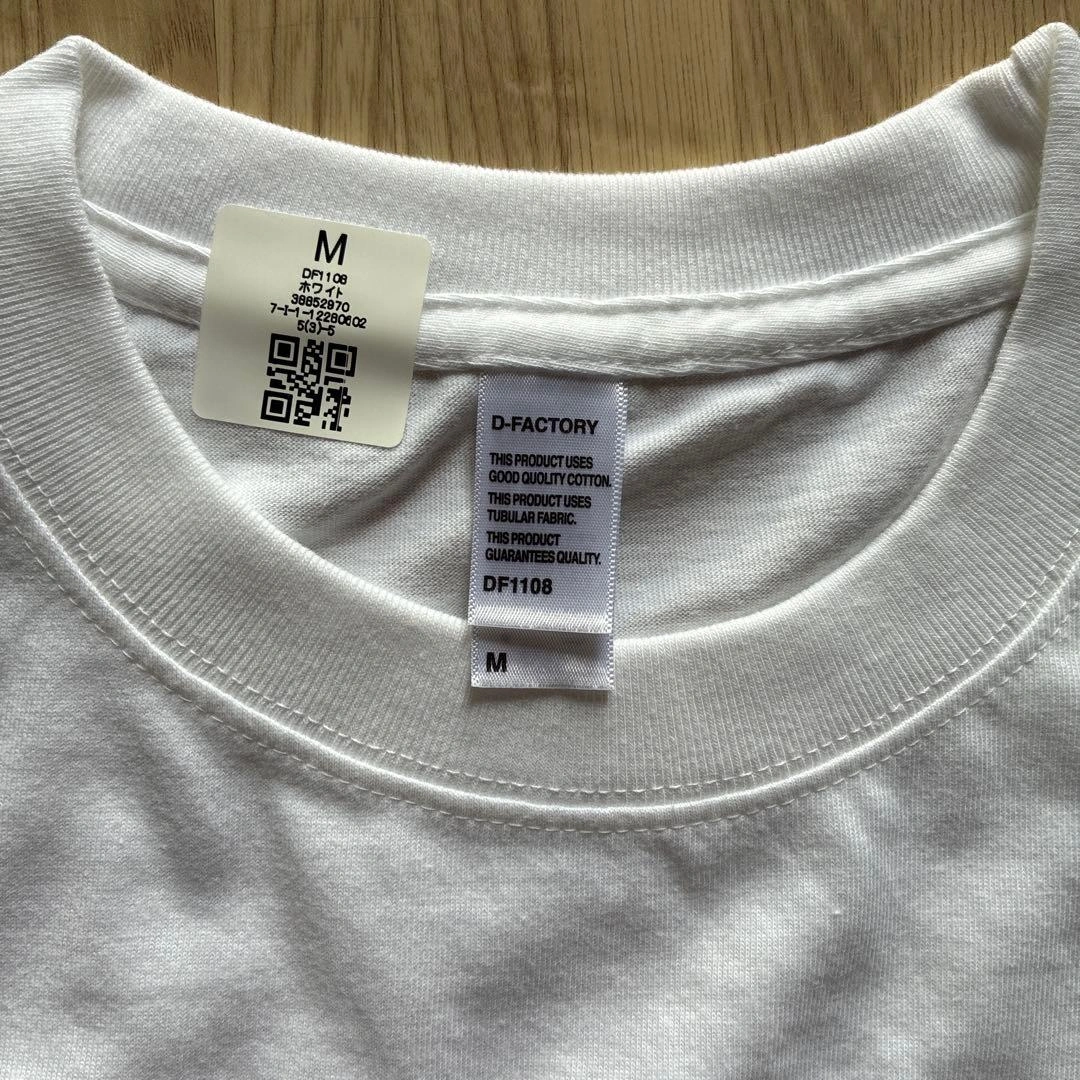 M
DF1108
ホワイト
38852970
7-I-1-12280602
5(3)-5
D-FACTORY
THIS PRODUCT USES
GOOD QUOLITY COTTON.
THIS PRODUCT USES
TUBULAR FABRIC.
THIS PRODUCT
GUARANTEES QUALITY.
DF1108
M